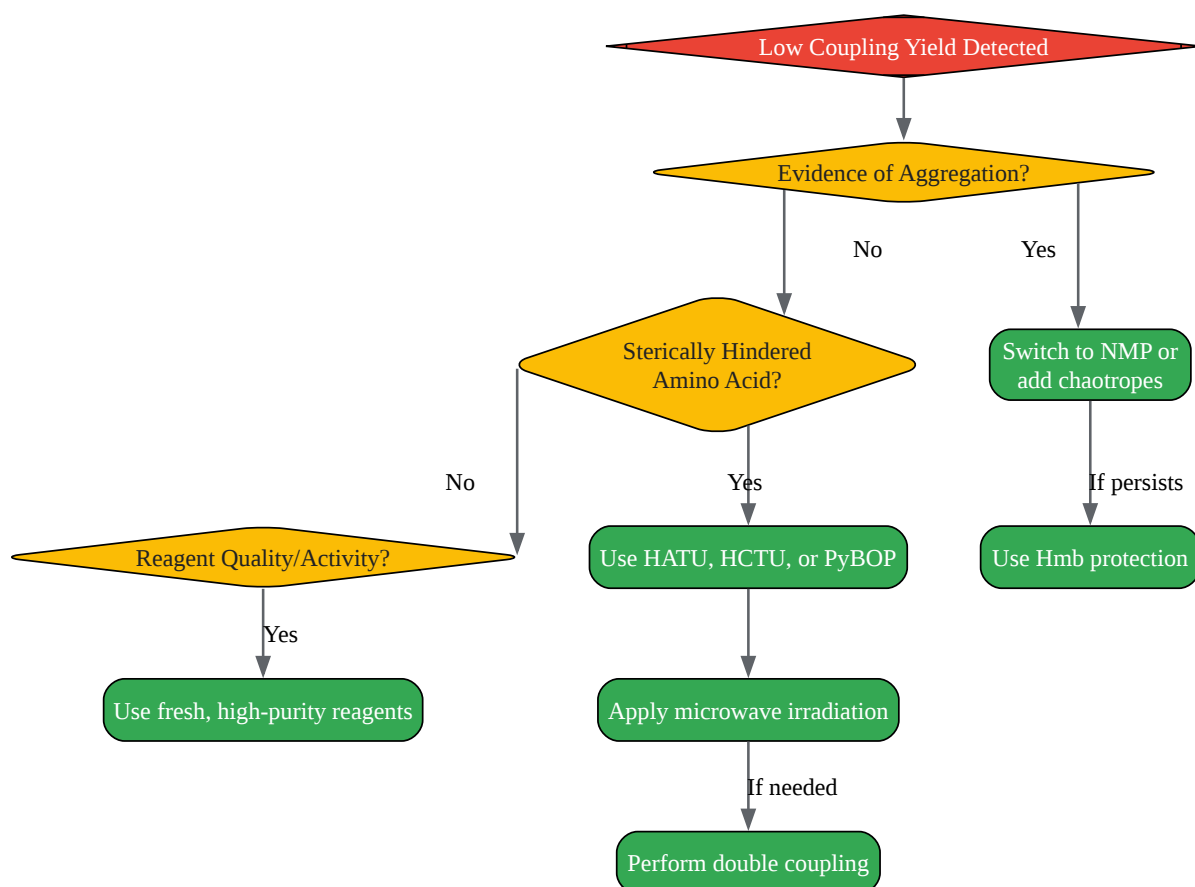 Low Coupling Yield Detected
Evidence of Aggregation?
No
Yes
Sterically Hindered
Amino Acid?
Switch to NMP or
add chaotropes
No
Yes
If persists
Reagent Quality/Activity?
Use HATU, HCTU, or PyBOP
Use Hmb protection
Yes
Use fresh, high-purity reagents
Apply microwave irradiation
If needed
Perform double coupling